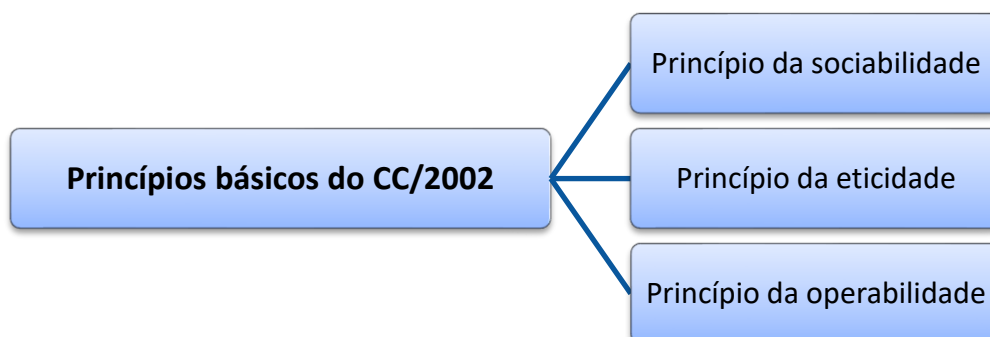 Princípios básicos do CC/2002
Princípio da sociabilidade
Princípio da eticidade
Princípio da operabilidade